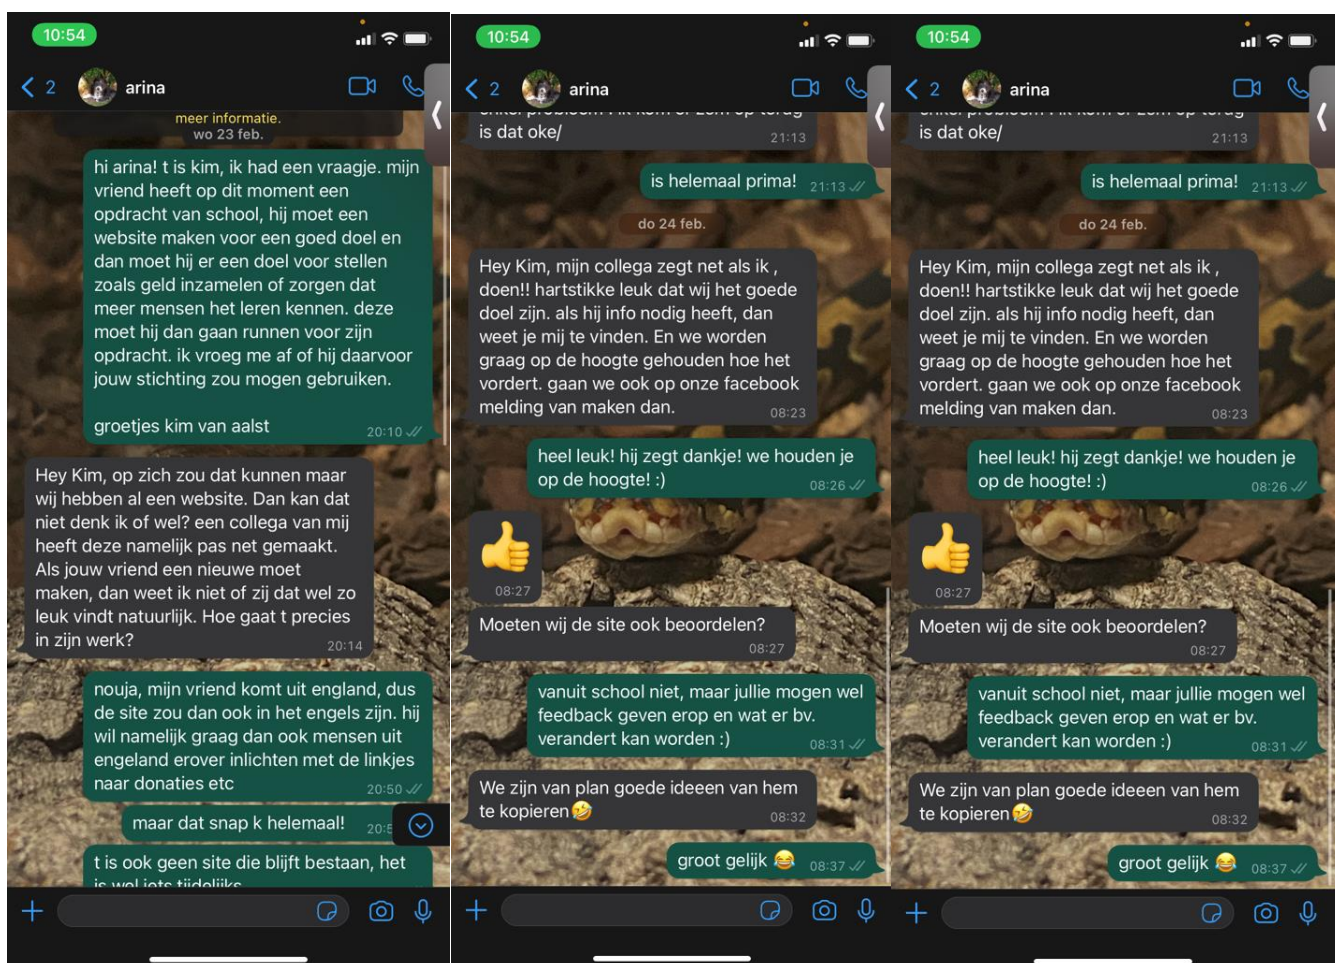 10:54
2 arina
meer informatie.
wo 23 feb.
hi arina! t is kim, ik had een vraagje. mijn
vriend heeft op dit moment een
opdracht van school, hij moet een
website maken voor een goed doel en
dan moet hij er een doel voor stellen
zoals geld inzamelen of zorgen dat
meer mensen het leren kennen. deze
moet hij dan gaan runnen voor zijn
opdracht. ik vroeg me af of hij daarvoor
jouw stichting zou mogen gebruiken.
groetjes kim van aalst
20:10
Hey Kim, op zich zou dat kunnen maar
wij hebben al een website. Dan kan dat
niet denk ik of wel? een collega van mij
heeft deze namelijk pas net gemaakt.
Als jouw vriend een nieuwe moet
maken, dan weet ik niet of zij dat wel zo
leuk vindt natuurlijk. Hoe gaat t precies
in zijn werk?
20:14
nouja, mijn vriend komt uit england, dus
de site zou dan ook in het engels zijn. hij
wil namelijk graag dan ook mensen uit
engeland erover inlichten met de linkjes
naar donaties etc
20:50
maar dat snap k helemaal!
t is ook geen site die blijft bestaan, het
is wel iets tijdelijks
10:54
2 arina
is dat oke/
21:13
is helemaal prima! 21:13
do 24 feb.
Hey Kim, mijn collega zegt net als ik ,
doen!! hartstikke leuk dat wij het goede
doel zijn. als hij info nodig heeft, dan
weet je mij te vinden. En we worden
graag op de hoogte gehouden hoe het
vordert. gaan we ook op onze facebook
melding van maken dan.
08:23
heel leuk! hij zegt dankje! we houden je
op de hoogte! :)
08:26
👍
08:27
Moeten wij de site ook beoordelen?
08:27
vanuit school niet, maar jullie mogen wel
feedback geven erop en wat er bv.
verandert kan worden :)
08:31
We zijn van plan goede ideeen van hem
te kopieren🤣
08:32
groot gelijk 😂 08:37
10:54
2 arina
is dat oke/
21:13
is helemaal prima! 21:13
do 24 feb.
Hey Kim, mijn collega zegt net als ik ,
doen!! hartstikke leuk dat wij het goede
doel zijn. als hij info nodig heeft, dan
weet je mij te vinden. En we worden
graag op de hoogte gehouden hoe het
vordert. gaan we ook op onze facebook
melding van maken dan.
08:23
heel leuk! hij zegt dankje! we houden je
op de hoogte! :)
08:26
👍
08:27
Moeten wij de site ook beoordelen?
08:27
vanuit school niet, maar jullie mogen wel
feedback geven erop en wat er bv.
verandert kan worden :)
08:31
We zijn van plan goede ideeen van hem
te kopieren🤣
08:32
groot gelijk 😂 08:37